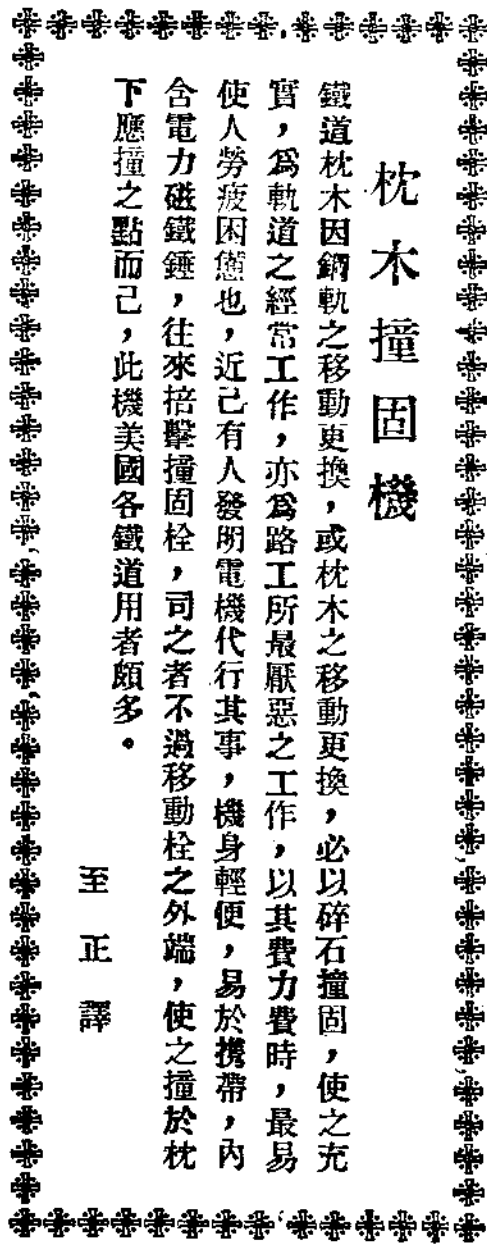 枕木撞固機
鐵道枕木因鋼軌之移動更換，或枕木之移動更換，必以碎石撞固，使之充
實，爲軌道之經常工作，亦爲路工所最厭惡之工作，以其費力費時，最易
使人勞疲困憊也，近己有人發明電機代行其事，機身輕便，易於携帶，內
含電力磁鐵錘，往來掊擊撞固栓，司之者不過移動栓之外端，使之撞於枕
下應撞之點而己，此機美國各鐵道用者頗多。
至正譯